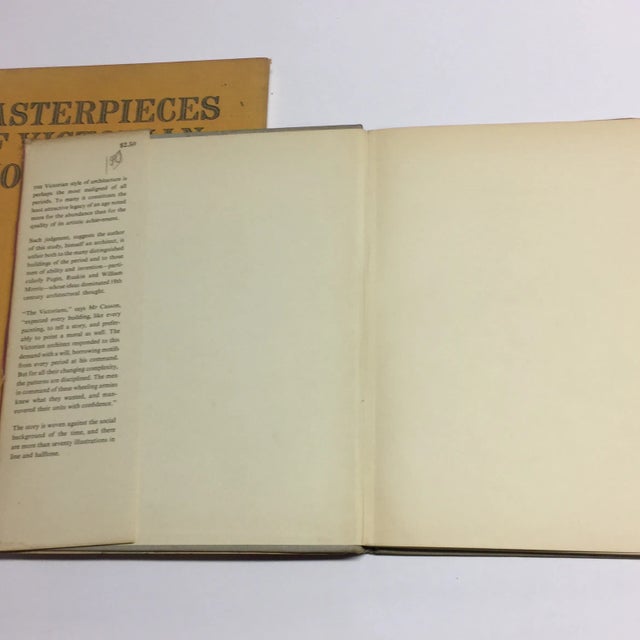 ASTERPIECES
F VICTORIAN
O
$2.50
THE Victorian style of architecture is
perhaps the most maligned of all
periods. To many it constitutes the
least attractive legacy of an age noted
more for the abundance than for the
quality of its artistic achievement.
Such judgment, suggests the author
of this study, himself an architect, is
unfair both to the many distinguished
buildings of the period and to those
men of ability and invention—parti-
cularly Pugin, Ruskin and William
Morris—whose ideas dominated 19th
century architectural thought.
"The Victorians," says Mr Casson,
"expected every building, like every
painting, to tell a story, and prefer-
ably to point a moral as well. The
Victorian architect responded to this
demand with a will, borrowing motifs
from every period at his command.
But for all their changing complexity,
the patterns are disciplined. The men
in command of these wheeling armies
knew what they wanted, and man-
œuvred their units with confidence."
The story is woven against the social
background of the time, and there
are more than seventy illustrations in
line and halftone.